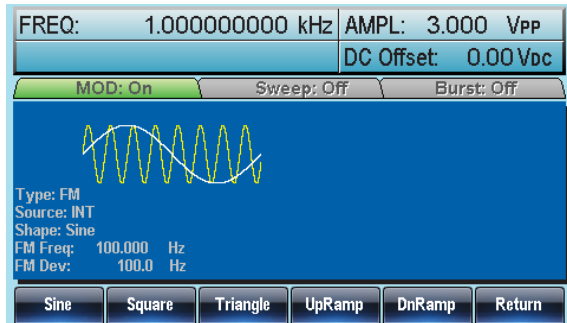 FREQ: 1.000000000 kHz AMPL: 3.000 VPP
DC Offset: 0.00 VDC
MOD: On Sweep: Off Burst: Off
Type: FM
Source: INT
Shape: Sine
FM Freq: 100.000 Hz
FM Dev: 100.0 Hz
Sine Square Triangle UpRamp DnRamp Return